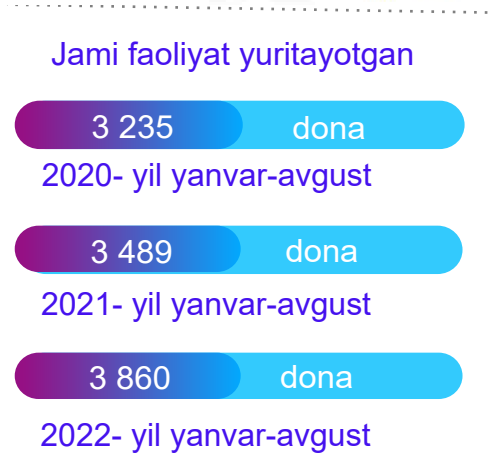 Jami faoliyat yuritayotgan
3 235 dona
2020- yil yanvar-avgust
3 489 dona
2021- yil yanvar-avgust
3 860 dona
2022- yil yanvar-avgust